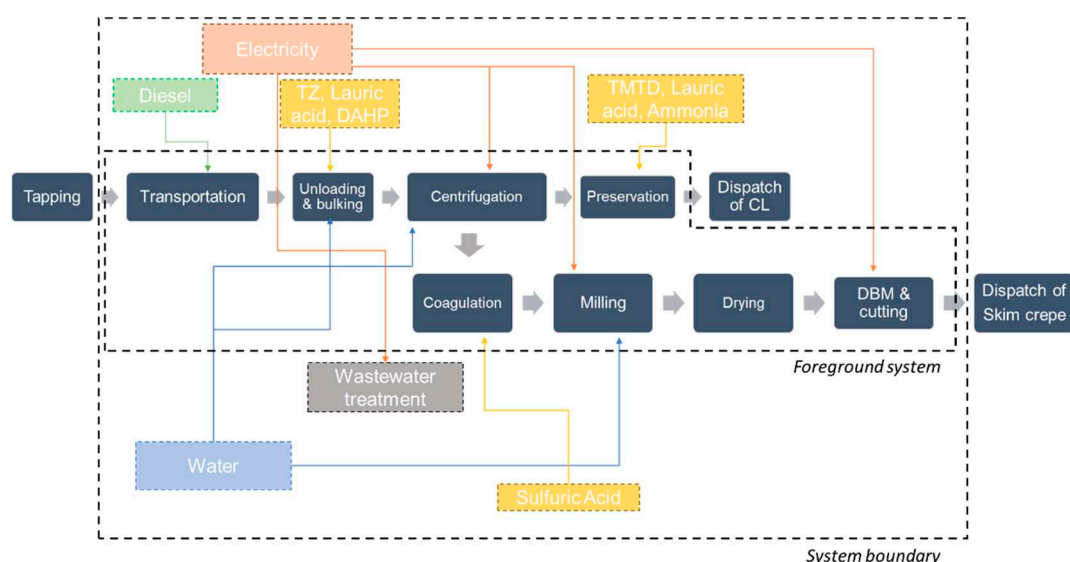 Electricity
Diesel
TZ, Lauric
acid, DAHP
TMTD, Lauric
acid, Ammonia
Tapping
Transportation
Unloading
& bulking
Centrifugation
Preservation
Dispatch
of CL
Coagulation
Milling
Drying
DBM &
cutting
Dispatch of
Skim crepe
Foreground system
Wastewater
treatment
Water
Sulfuric Acid
System boundary